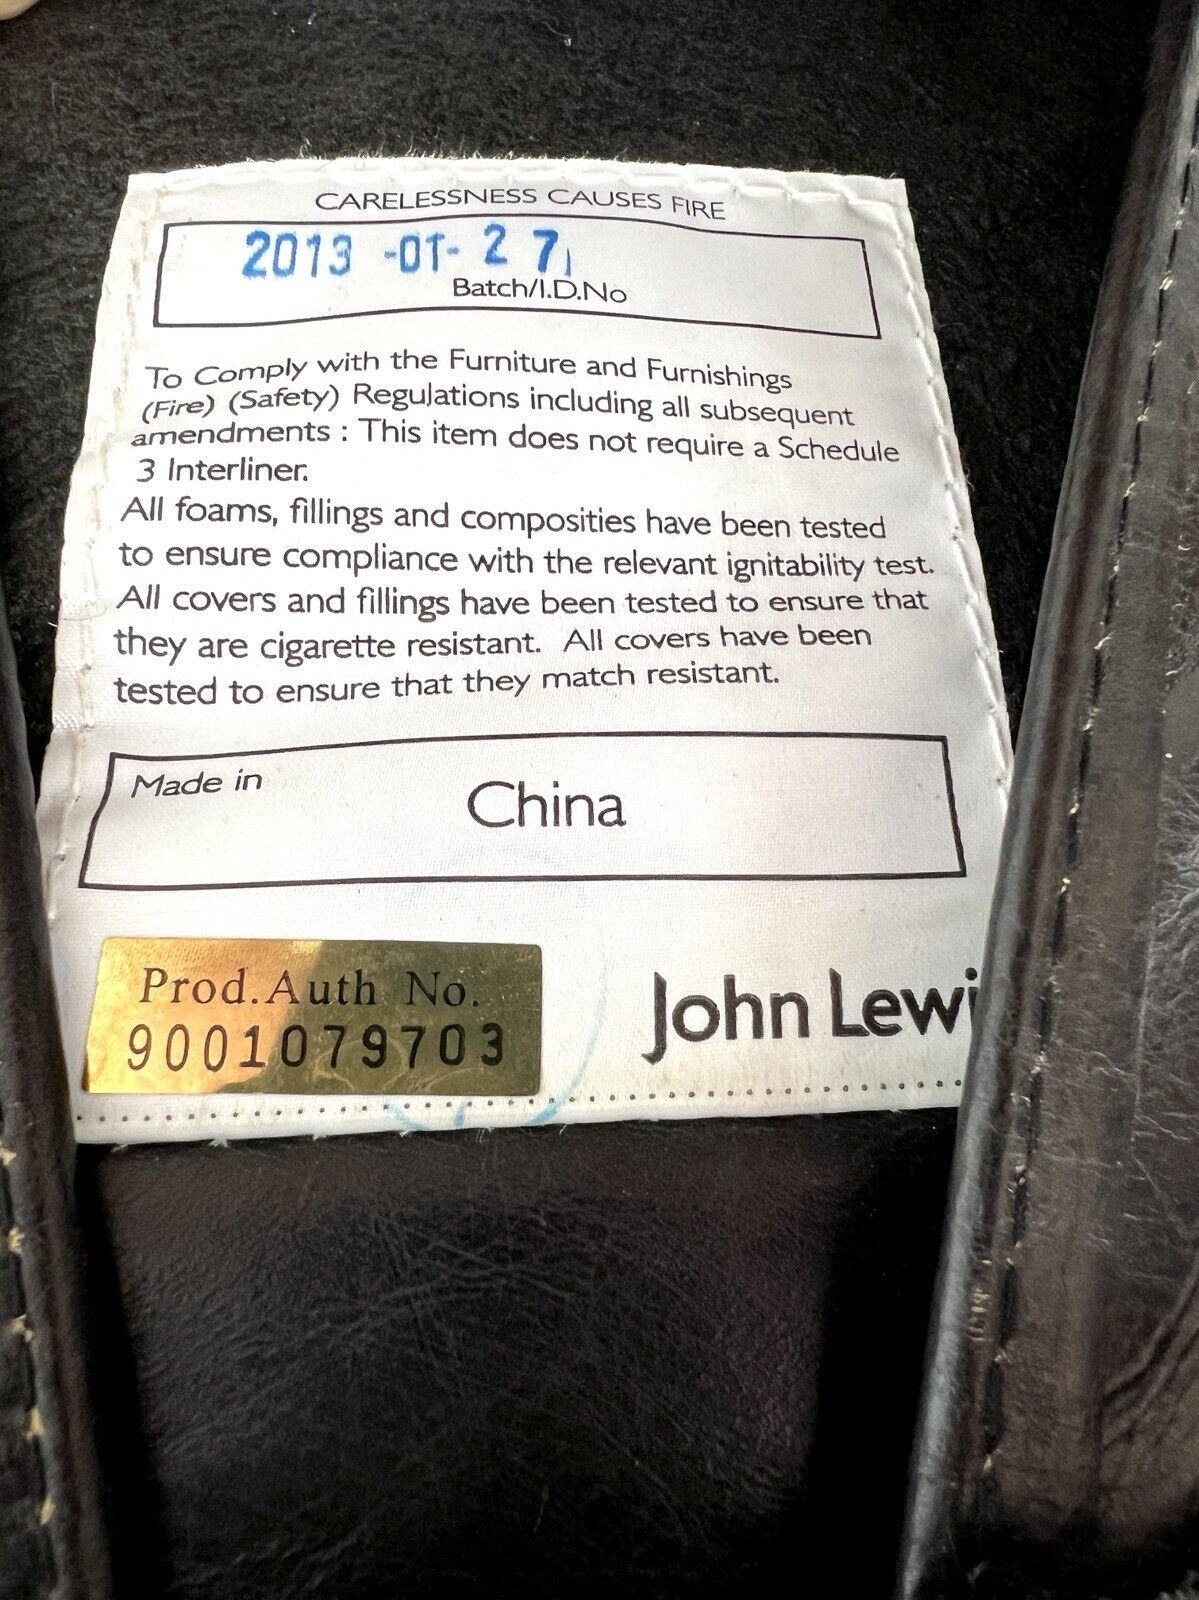 CARELESSNESS CAUSES FIRE
2013 -01- 27
Batch/I.D.No
To Comply with the Furniture and Furnishings
(Fire) (Safety) Regulations including all subsequent
amendments : This item does not require a Schedule
3 Interliner.
All foams, fillings and composities have been tested
to ensure compliance with the relevant ignitability test.
All covers and fillings have been tested to ensure that
they are cigarette resistant. All covers have been
tested to ensure that they match resistant.
Made in
China
Prod.Auth No.
9001079703
John Lewi